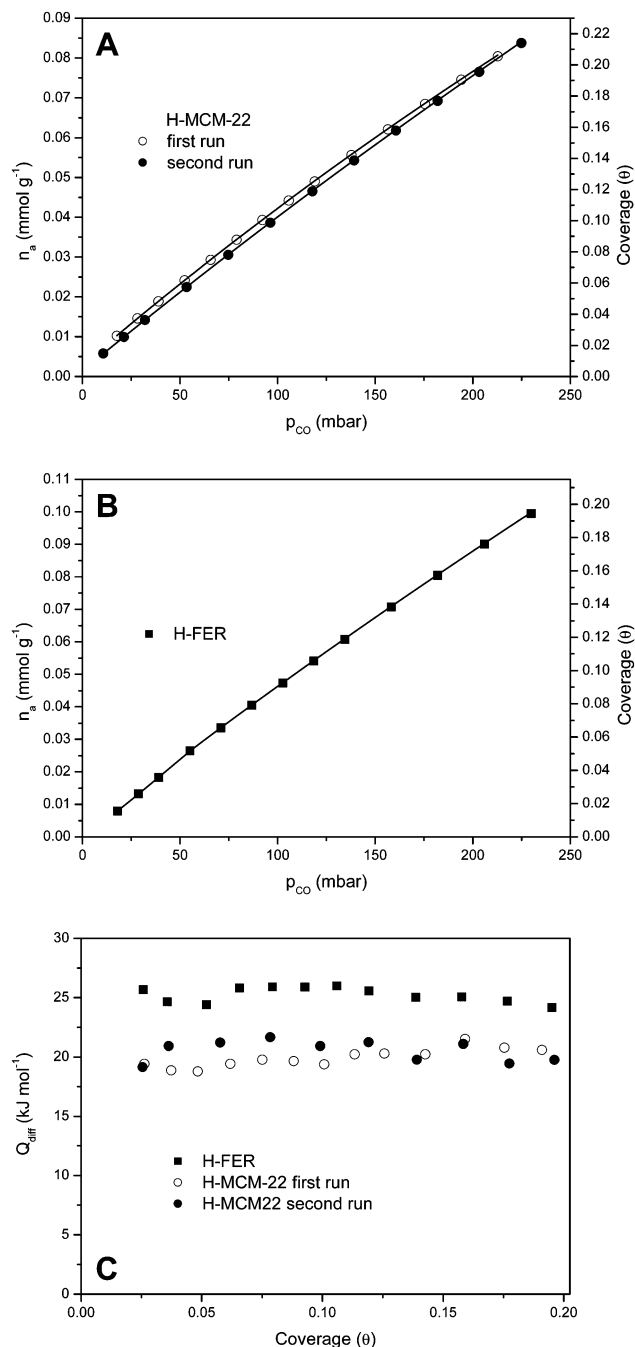 A
H-MCM-22
first run
second run
0.09
0.08
0.07
0.06
0.05
0.04
0.03
0.02
0.01
0.00
nₐ (mmol g⁻¹)
0.22
0.20
0.18
0.16
0.14
0.12
0.10
0.08
0.06
0.04
0.02
0.00
Coverage (θ)
0 50 100 150 200 250
p_CO (mbar)
B
H-FER
0.11
0.10
0.09
0.08
0.07
0.06
0.05
0.04
0.03
0.02
0.01
0.00
nₐ (mmol g⁻¹)
0.20
0.18
0.16
0.14
0.12
0.10
0.08
0.06
0.04
0.02
0.00
Coverage (θ)
0 50 100 150 200 250
p_CO (mbar)
30
25
20
15
10
5
0
Q_diff (kJ mol⁻¹)
H-FER
H-MCM-22 first run
H-MCM22 second run
C
0.00 0.05 0.10 0.15 0.20
Coverage (θ)